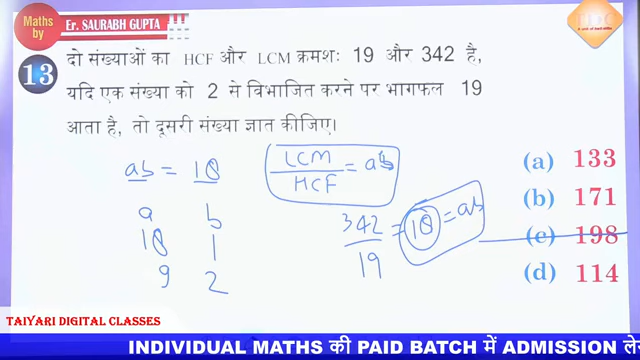 Maths by
Er. SAURABH GUPTA
13
दो संख्याओं का HCF और LCM क्रमशः 19 और 342 है,
यदि एक संख्या को 2 से विभाजित करने पर भागफल 19
आता है, तो दूसरी संख्या ज्ञात कीजिए।
ab = 18
LCM
HCF = ab
a b
18 1
9 2
342
19 = 18 = ab
(a) 133
(b) 171
(c) 198
(d) 114
TAIYARI DIGITAL CLASSES
INDIVIDUAL MATHS की PAID BATCH में ADMISSION लेने